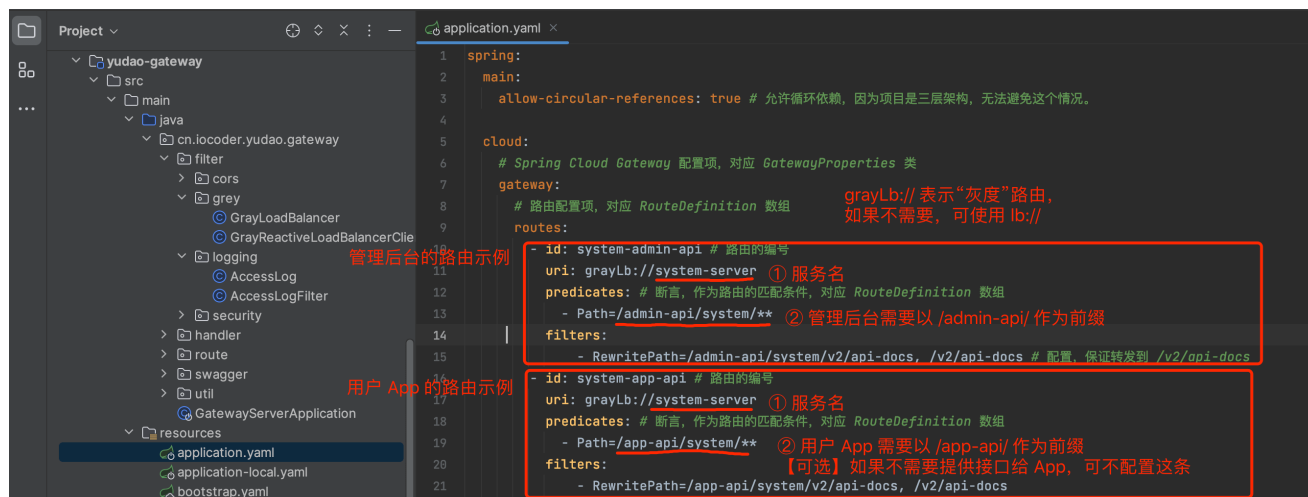 Project
yudao-gateway
src
main
java
cn.iocoder.yudao.gateway
filter
cors
grey
GrayLoadBalancer
GrayReactiveLoadBalancerClie
logging
AccessLog
AccessLogFilter
security
handler
route
swagger
util
GatewayServerApplication
resources
application.yaml
application-local.yaml
bootstrap.yaml
管理后台的路由示例
用户 App 的路由示例
application.yaml
1 spring:
2 main:
3 allow-circular-references: true # 允许循环依赖，因为项目是三层架构，无法避免这个情况。
4
5 cloud:
6 # Spring Cloud Gateway 配置项，对应 GatewayProperties 类
7 gateway:
8 # 路由配置项，对应 RouteDefinition 数组
grayLb:// 表示“灰度”路由，
如果不需要，可使用 lb://
9 routes:
10 - id: system-admin-api # 路由的编号
11 uri: grayLb://system-server ① 服务名
12 predicates: # 断言，作为路由的匹配条件，对应 RouteDefinition 数组
13 - Path=/admin-api/system/** ② 管理后台需要以 /admin-api/ 作为前缀
14 filters:
15 - RewritePath=/admin-api/system/v2/api-docs, /v2/api-docs # 配置，保证转发到 /v2/api-docs
16 - id: system-app-api # 路由的编号
17 uri: grayLb://system-server ① 服务名
18 predicates: # 断言，作为路由的匹配条件，对应 RouteDefinition 数组
19 - Path=/app-api/system/** ② 用户 App 需要以 /app-api/ 作为前缀
20 filters: 【可选】如果不需要提供接口给 App，可不配置这条
21 - RewritePath=/app-api/system/v2/api-docs, /v2/api-docs